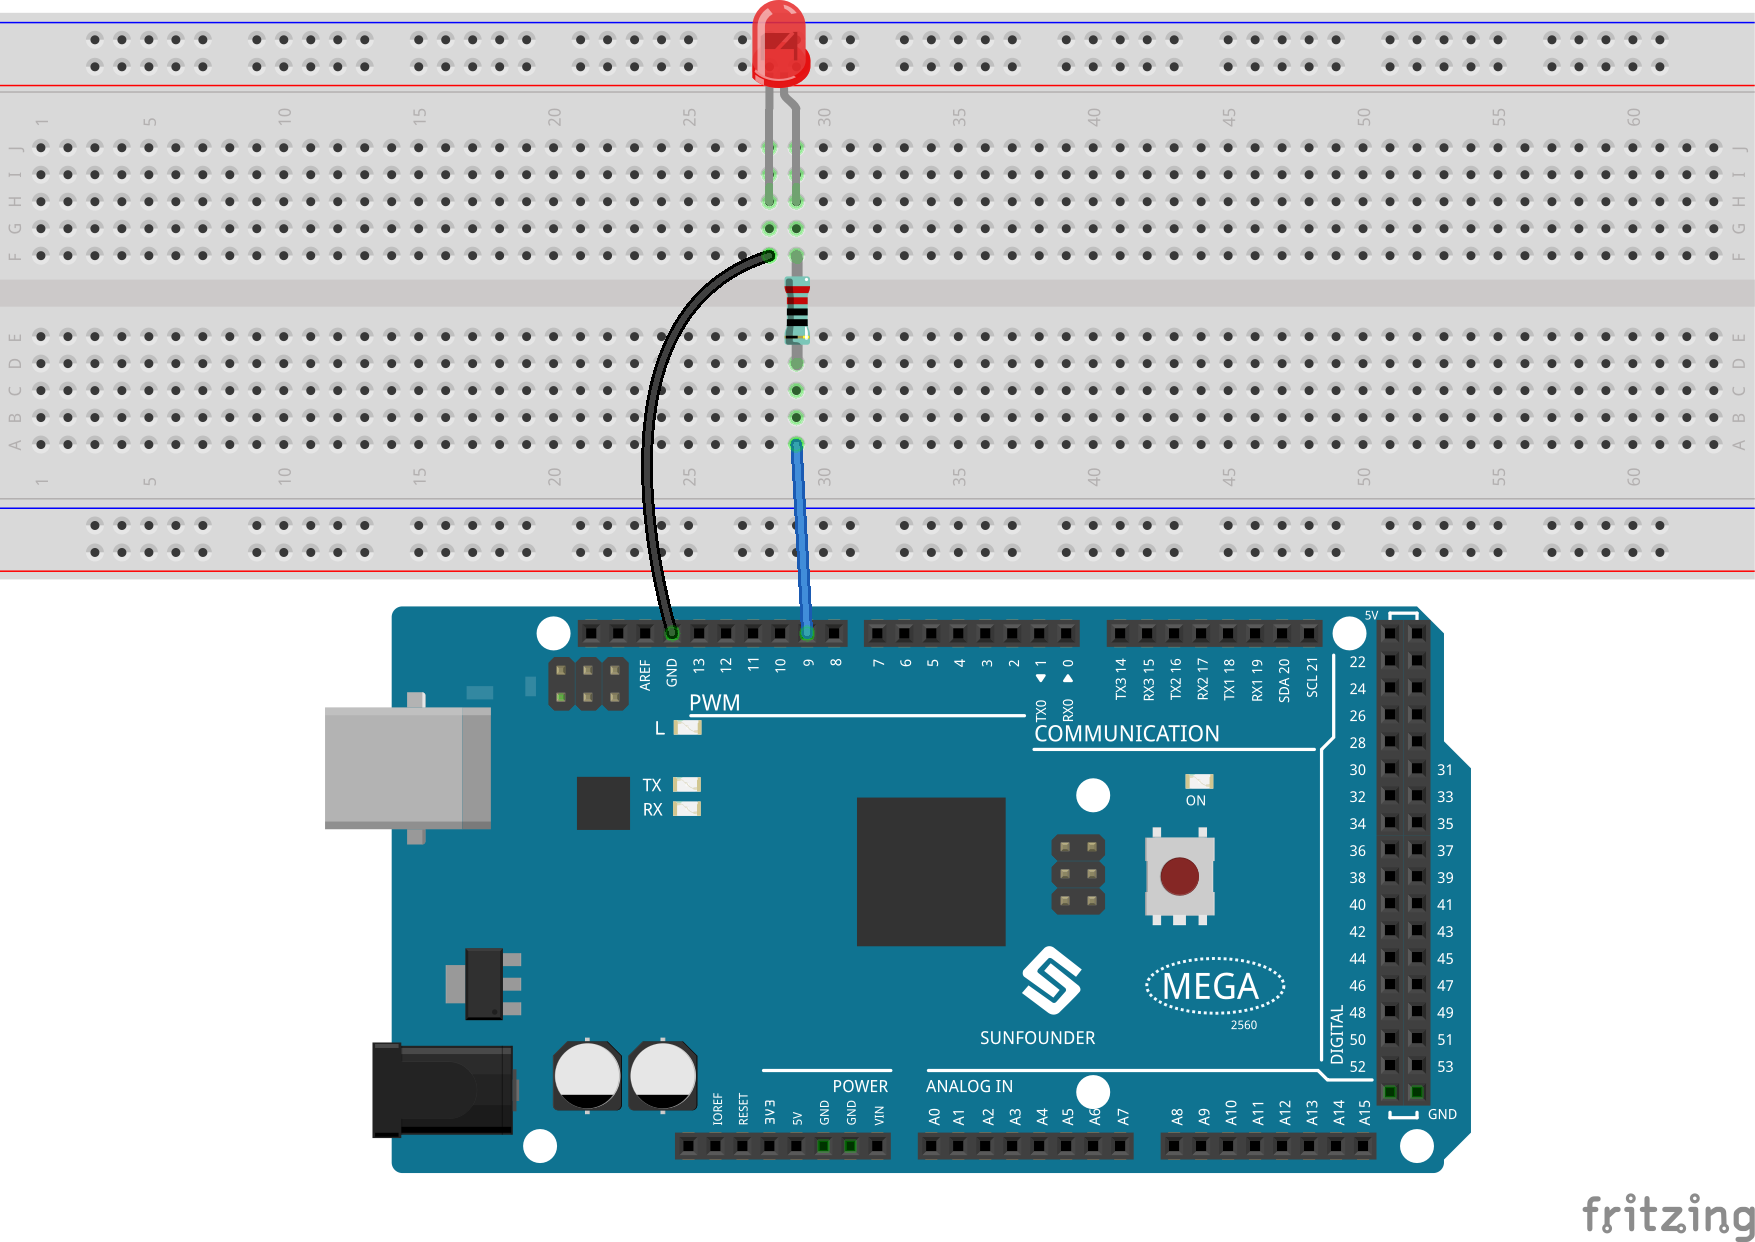 1 5 10 15 20 25 30 35 40 45 50 55 60
J J
I I
H H
G G
F F
E E
D D
C C
B B
A A
1 5 10 15 20 25 30 35 40 45 50 55 60
5V
AREF GND 13 12 11 10 9 8 7 6 5 4 3 2 1 0
TX0 RX0
TX3 14 RX3 15 TX2 16 RX2 17 TX1 18 RX1 19 SDA 20 SCL 21
PWM
COMMUNICATION
L
TX
RX
ON
22
24
26
28
30 31
32 33
34 35
36 37
38 39
40 41
42 43
44 45
46 47
48 49
50 51
52 53
DIGITAL
GND
MEGA
2560
SUNFOUNDER
POWER
ANALOG IN
IOREF RESET 3V3 5V GND GND VIN
A0 A1 A2 A3 A4 A5 A6 A7
A8 A9 A10 A11 A12 A13 A14 A15
fritzing